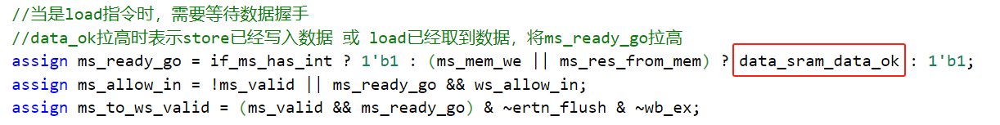 //当是load指令时，需要等待数据握手
//data_ok拉高时表示store已经写入数据 或 load已经取到数据，将ms_ready_go拉高
assign ms_ready_go = if_ms_has_int ? 1'b1 : (ms_mem_we || ms_res_from_mem) ? data_sram_data_ok : 1'b1;
assign ms_allow_in = !ms_valid || ms_ready_go && ws_allow_in;
assign ms_to_ws_valid = (ms_valid && ms_ready_go) & ~ertn_flush & ~wb_ex;